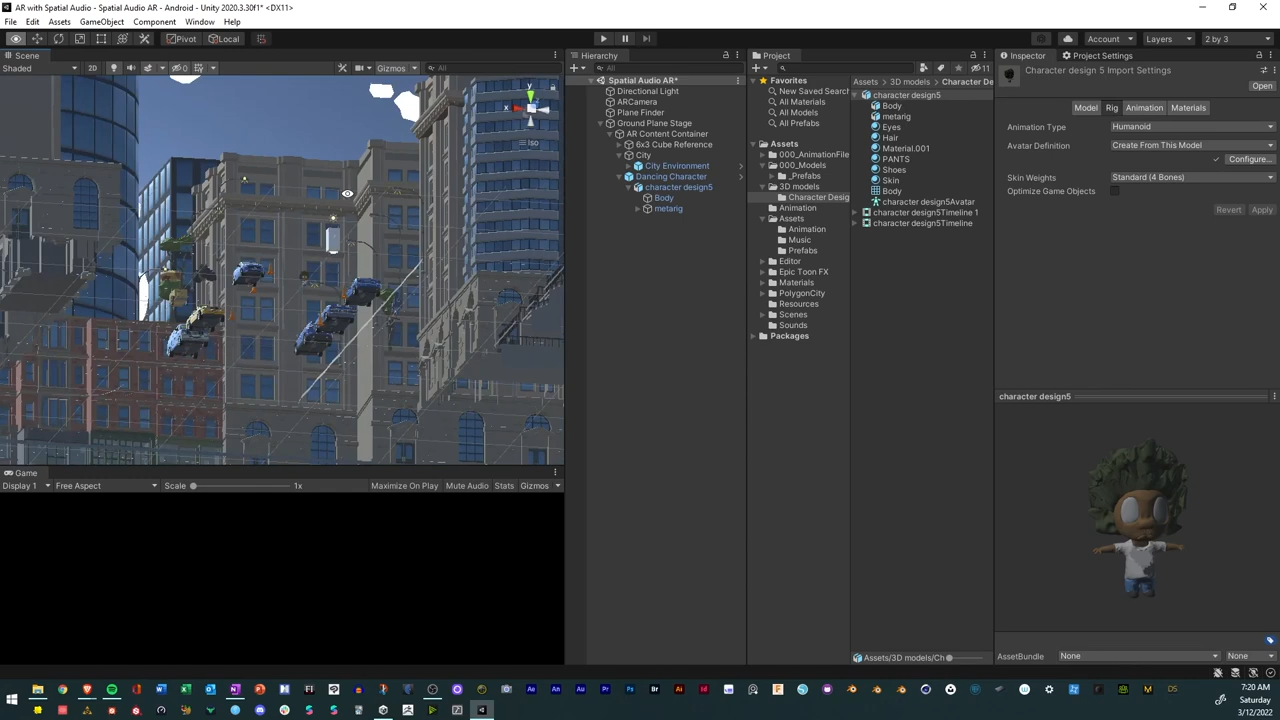 AR with Spatial Audio - Spatial Audio AR - Android - Unity 2020.3.30f1* <DX11>
File Edit Assets GameObject Component Window Help
Pivot Local Account Layers 2 by 3
Scene
Shaded 2D 0 Gizmos All
y
x
Iso
Game
Display 1 Free Aspect Scale 1x Maximize On Play Mute Audio Stats Gizmos
Hierarchy
All
Spatial Audio AR*
Directional Light
ARCamera
Plane Finder
Ground Plane Stage
AR Content Container
6x3 Cube Reference
City
City Environment
Dancing Character
character design5
Body
metarig
Project
11
Favorites
New Saved Searc
All Materials
All Models
All Prefabs
Assets
000_AnimationFile
000_Models
_Prefabs
3D models
Character Desig
Animation
Assets
Animation
Music
Prefabs
Editor
Epic Toon FX
Materials
PolygonCity
Resources
Scenes
Sounds
Packages
Assets 3D models Character De
character design5
Body
metarig
Eyes
Hair
Material.001
PANTS
Shoes
Skin
Body
character design5Avatar
character design5Timeline 1
character design5Timeline
Assets/3D models/Ch
Inspector Project Settings
Character design 5 Import Settings
Open
Model Rig Animation Materials
Animation Type Humanoid
Avatar Definition Create From This Model
Configure...
Skin Weights Standard (4 Bones)
Optimize Game Objects
Revert Apply
character design5
AssetBundle None None
7:20 AM
Saturday
3/12/2022